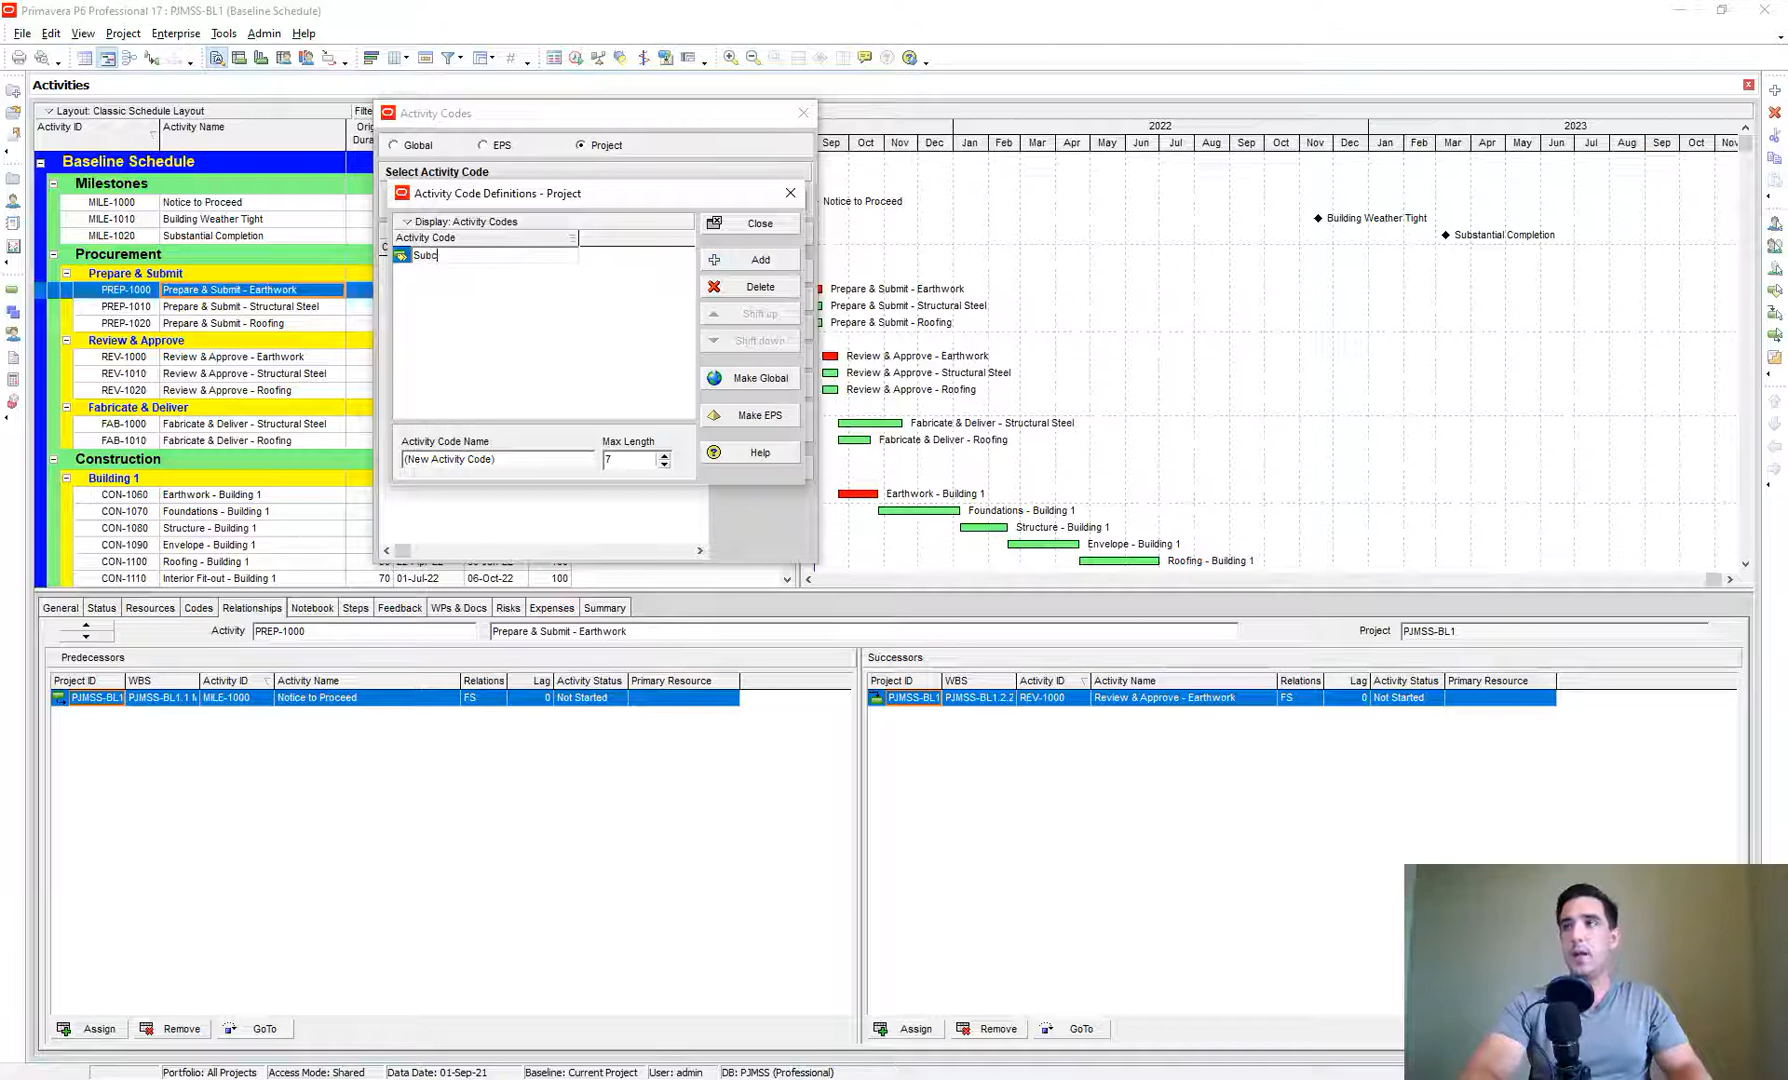 Primavera P6 Professional 17 : PJMSS-BL1 (Baseline Schedule)
File Edit View Project Enterprise Tools Admin Help
Activities
Layout: Classic Schedule Layout
Filte
Activity ID Activity Name Orig Dura
Baseline Schedule
Milestones
MILE-1000 Notice to Proceed
MILE-1010 Building Weather Tight
MILE-1020 Substantial Completion
Procurement
Prepare & Submit
PREP-1000 Prepare & Submit - Earthwork
PREP-1010 Prepare & Submit - Structural Steel
PREP-1020 Prepare & Submit - Roofing
Review & Approve
REV-1000 Review & Approve - Earthwork
REV-1010 Review & Approve - Structural Steel
REV-1020 Review & Approve - Roofing
Fabricate & Deliver
FAB-1000 Fabricate & Deliver - Structural Steel
FAB-1010 Fabricate & Deliver - Roofing
Construction
Building 1
CON-1060 Earthwork - Building 1
CON-1070 Foundations - Building 1
CON-1080 Structure - Building 1
CON-1090 Envelope - Building 1
CON-1100 Roofing - Building 1
CON-1110 Interior Fit-out - Building 1 70 01-Jul-22 06-Oct-22 100
Activity Codes
Global EPS Project
Select Activity Code
Activity Code Definitions - Project
Display: Activity Codes
Activity Code
Subc
Close
Add
Delete
Shift up
Shift down
Make Global
Make EPS
Help
Activity Code Name Max Length
(New Activity Code) 7
2022 2023
Sep Oct Nov Dec Jan Feb Mar Apr May Jun Jul Aug Sep Oct Nov Dec Jan Feb Mar Apr May Jun Jul Aug Sep Oct Nov
Notice to Proceed
Building Weather Tight
Substantial Completion
Prepare & Submit - Earthwork
Prepare & Submit - Structural Steel
Prepare & Submit - Roofing
Review & Approve - Earthwork
Review & Approve - Structural Steel
Review & Approve - Roofing
Fabricate & Deliver - Structural Steel
Fabricate & Deliver - Roofing
Earthwork - Building 1
Foundations - Building 1
Structure - Building 1
Envelope - Building 1
Roofing - Building 1
General Status Resources Codes Relationships Notebook Steps Feedback WPs & Docs Risks Expenses Summary
Activity PREP-1000 Prepare & Submit - Earthwork Project PJMSS-BL1
Predecessors
Project ID WBS Activity ID Activity Name Relations Lag Activity Status Primary Resource
PJMSS-BL1 PJMSS-BL1.1 M MILE-1000 Notice to Proceed FS 0 Not Started
Successors
Project ID WBS Activity ID Activity Name Relations Lag Activity Status Primary Resource
PJMSS-BL1 PJMSS-BL1.2.2 REV-1000 Review & Approve - Earthwork FS 0 Not Started
Assign Remove GoTo
Assign Remove GoTo
Portfolio: All Projects Access Mode: Shared Data Date: 01-Sep-21 Baseline: Current Project User: admin DB: PJMSS (Professional)